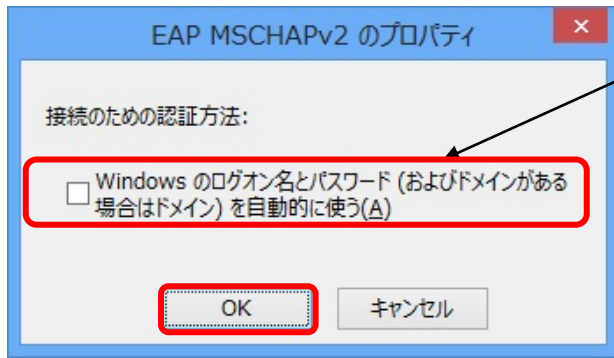 EAP MSCHAPv2 のプロパティ
接続のための認証方法:
Windows のログオン名とパスワード (およびドメインがある
場合はドメイン) を自動的に使う(A)
OK
キャンセル